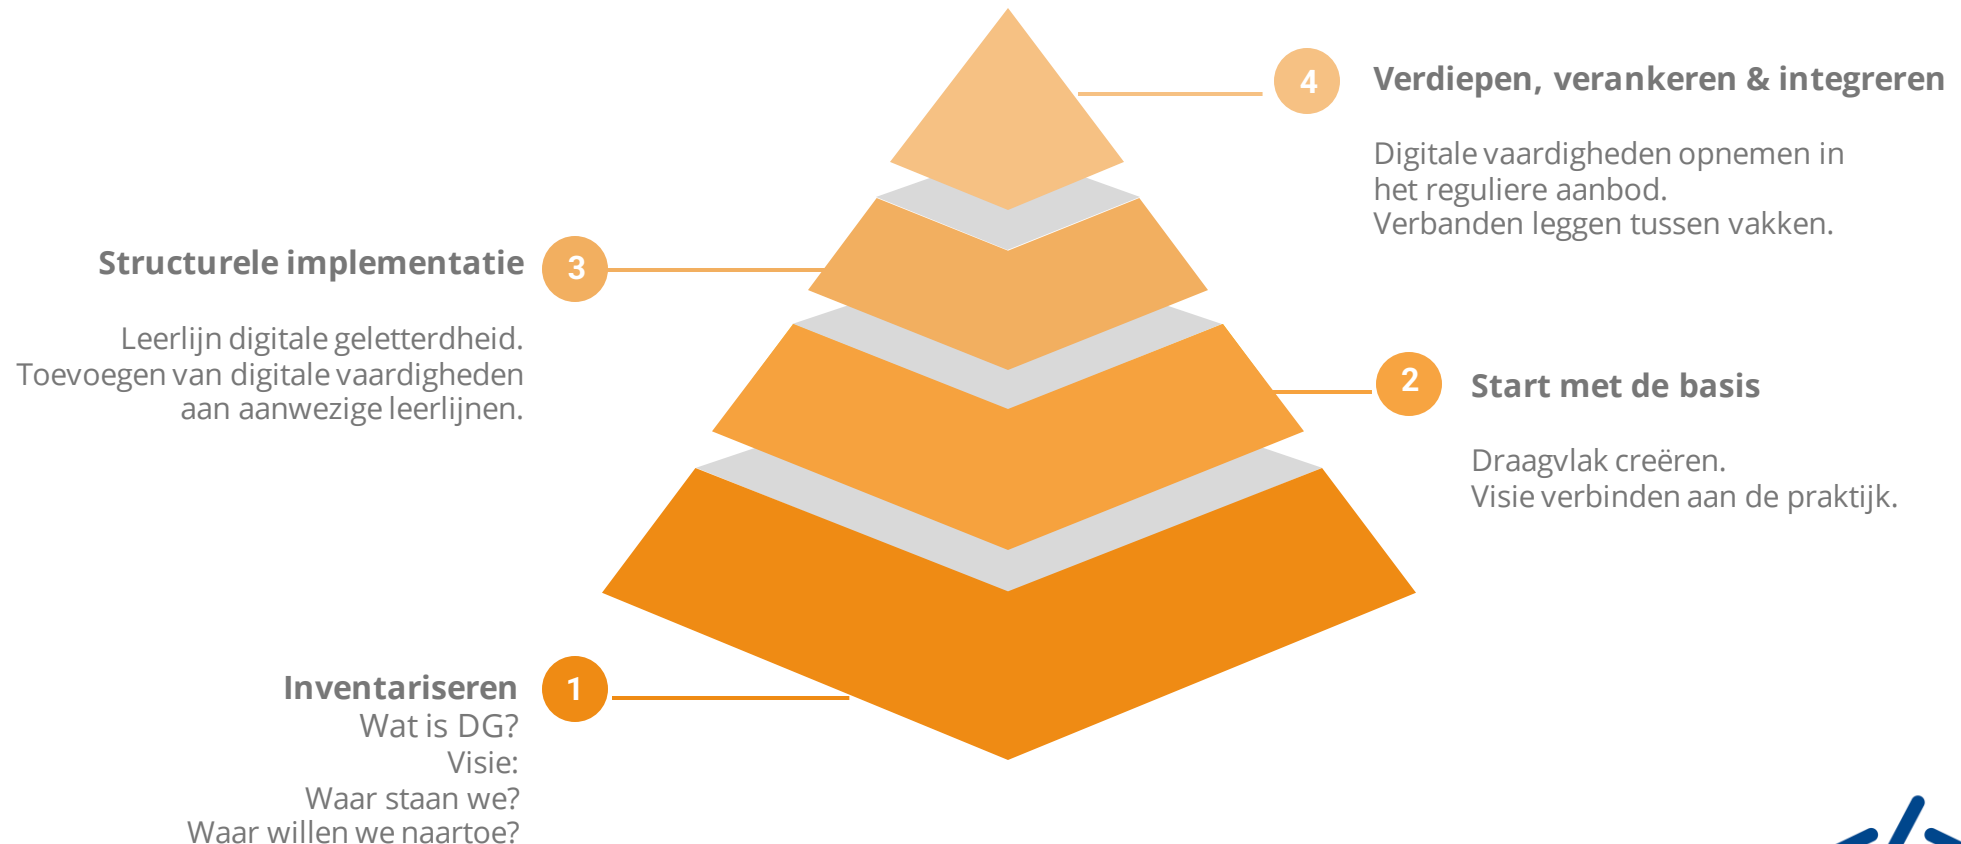 4
Verdiepen, verankeren & integreren
Digitale vaardigheden opnemen in
het reguliere aanbod.
Verbanden leggen tussen vakken.
Structurele implementatie
3
Leerlijn digitale geletterdheid.
Toevoegen van digitale vaardigheden
aan aanwezige leerlijnen.
2
Start met de basis
Draagvlak creëren.
Visie verbinden aan de praktijk.
Inventariseren
1
Wat is DG?
Visie:
Waar staan we?
Waar willen we naartoe?